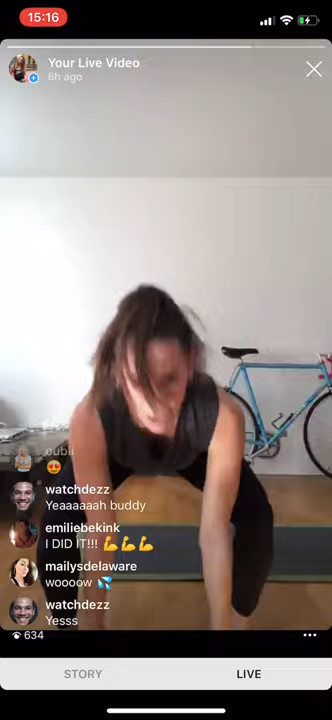 15:16
Your Live Video
6h ago
oubli
😍
watchdezz
Yeaaaaaah buddy
emiliebekink
I DID IT!!! 💪💪💪
mailysdelaware
woooow 💦
watchdezz
Yesss
634
STORY
LIVE